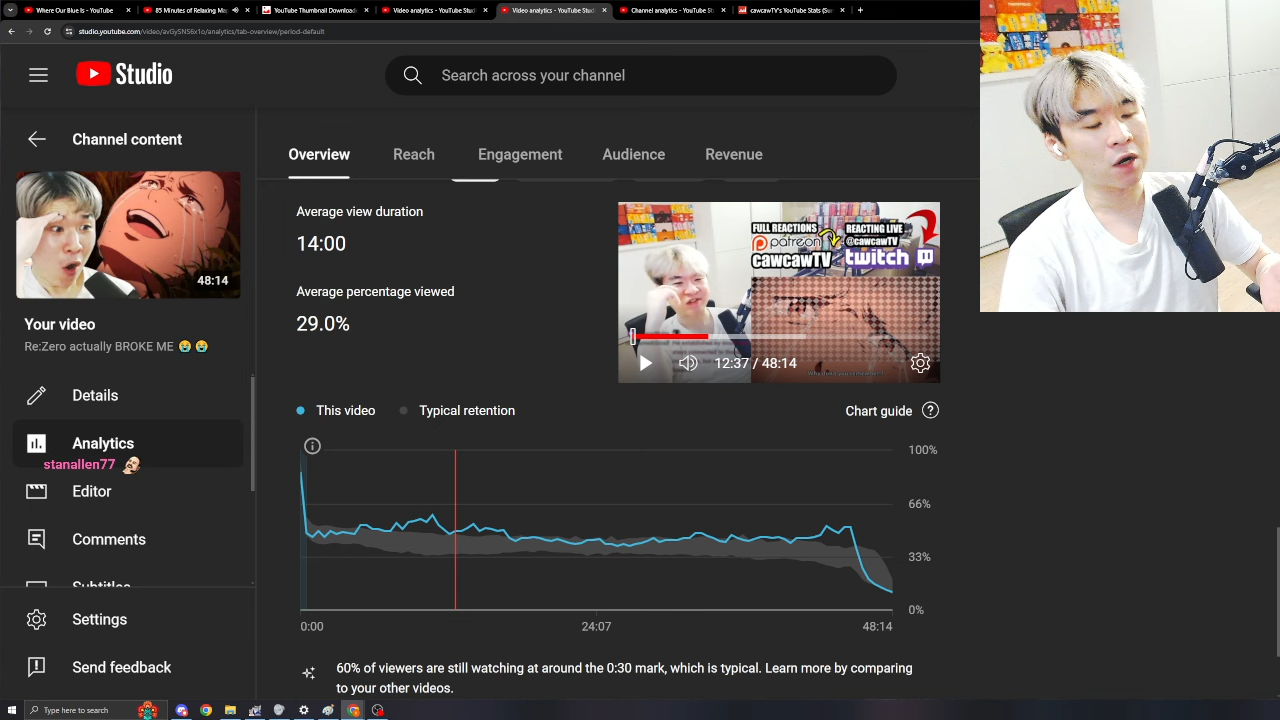 Where Our Blue Is - YouTube
85 Minutes of Relaxing Ma
YouTube Thumbnail Download
Video analytics - YouTube Stud
Video analytics - YouTube Stud
Channel analytics - YouTube St
cawcawTV's YouTube Stats (Su
studio.youtube.com/video/avGySNS6x1o/analytics/tab-overview/period-default
Studio
Search across your channel
Channel content
48:14
Your video
Re:Zero actually BROKE ME 😭 😭
Details
Analytics
stanallen77
Editor
Comments
Subtitles
Settings
Send feedback
Overview
Reach
Engagement
Audience
Revenue
Average view duration
14:00
Average percentage viewed
29.0%
FULL REACTIONS
patreon
cawcawTV
REACTING LIVE
@cawcawTV
twitch
12:37 / 48:14
This video
Typical retention
Chart guide
100%
66%
33%
0%
0:00
24:07
48:14
60% of viewers are still watching at around the 0:30 mark, which is typical. Learn more by comparing
to your other videos.
Type here to search